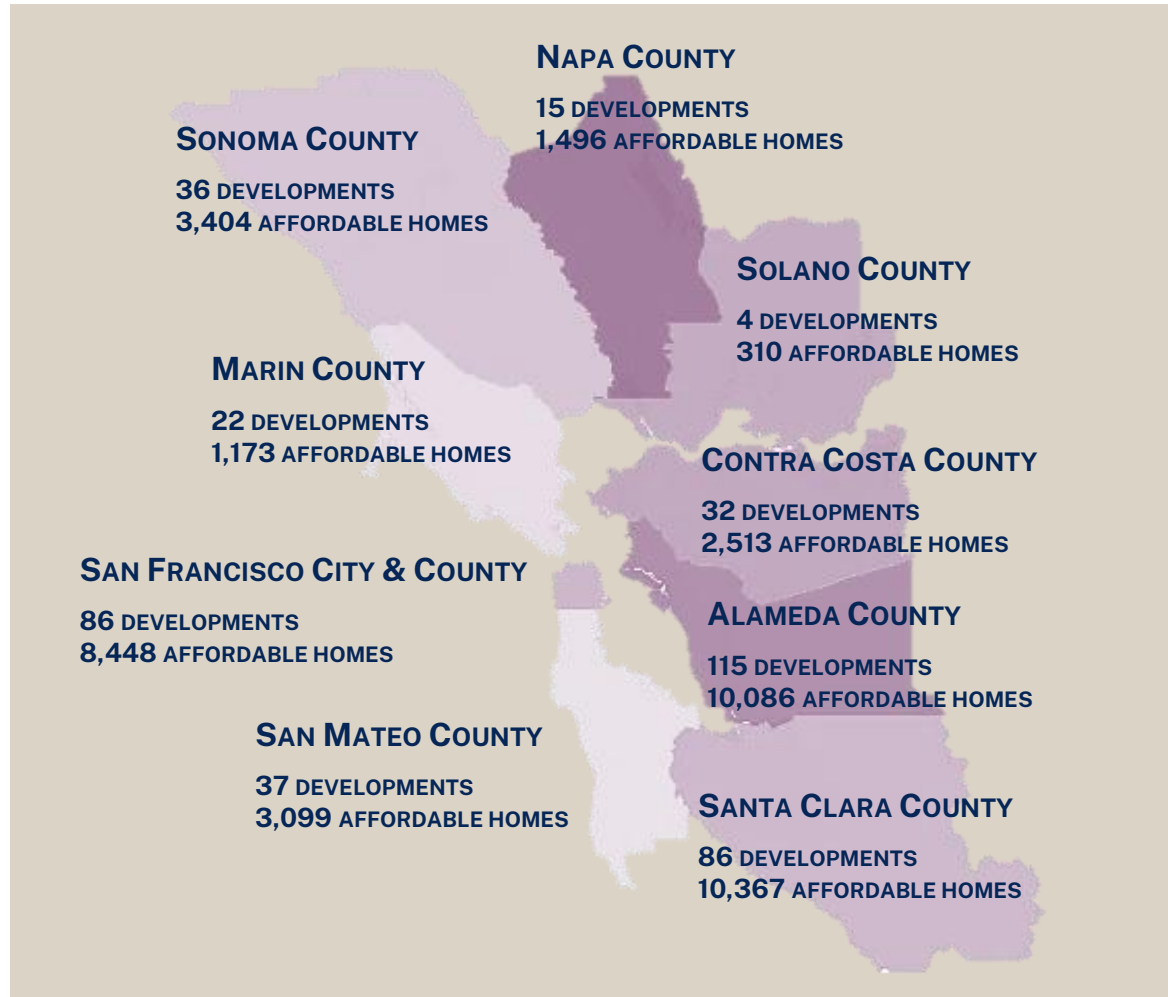 NAPA COUNTY
15 DEVELOPMENTS
1,496 AFFORDABLE HOMES
SONOMA COUNTY
36 DEVELOPMENTS
3,404 AFFORDABLE HOMES
SOLANO COUNTY
4 DEVELOPMENTS
310 AFFORDABLE HOMES
MARIN COUNTY
22 DEVELOPMENTS
1,173 AFFORDABLE HOMES
CONTRA COSTA COUNTY
32 DEVELOPMENTS
2,513 AFFORDABLE HOMES
SAN FRANCISCO CITY & COUNTY
86 DEVELOPMENTS
8,448 AFFORDABLE HOMES
ALAMEDA COUNTY
115 DEVELOPMENTS
10,086 AFFORDABLE HOMES
SAN MATEO COUNTY
37 DEVELOPMENTS
3,099 AFFORDABLE HOMES
SANTA CLARA COUNTY
86 DEVELOPMENTS
10,367 AFFORDABLE HOMES